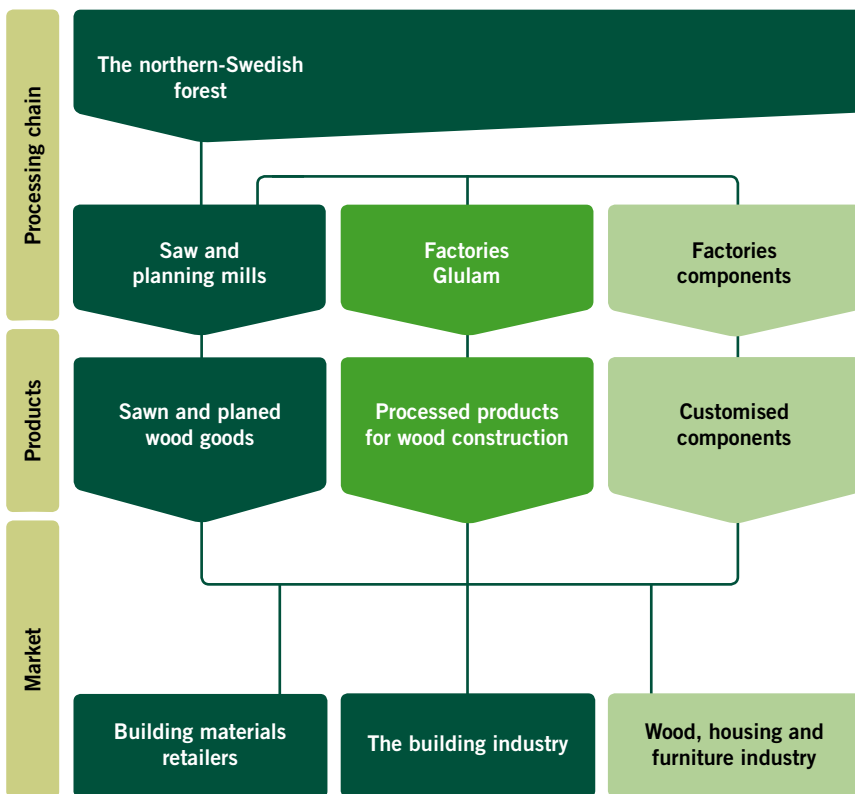 Processing chain
The northern-Swedish
forest
Saw and
planning mills
Factories
Glulam
Factories
components
Products
Sawn and planed
wood goods
Processed products
for wood construction
Customised
components
Market
Building materials
retailers
The building industry
Wood, housing and
furniture industry